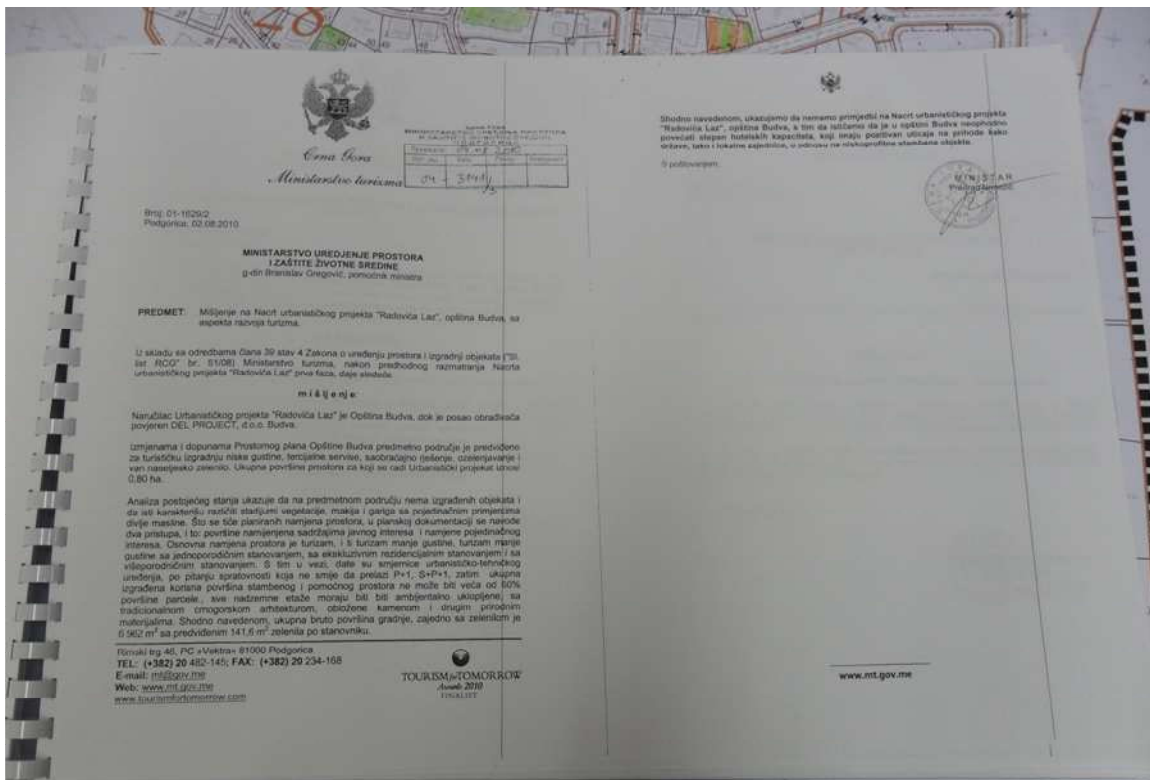 Crna Gora
Ministarstvo turizma
Broj: 01-1629/2
Podgorica, 02.08.2010
MINISTARSTVO UREDJENJE PROSTORA
I ZAŠTITE ŽIVOTNE SREDINE
g-din Branislav Gregović, pomoćnik ministra
PREDMET: Mišljenje na Nacrt urbanističkog projekta "Radovića Laz", opština Budva, sa
aspekta razvoja turizma.
U skladu sa odredbama člana 39 stav 4 Zakona o uređenju prostora i izgradnji objekata ("Sl.
list RCG" br. 51/08) Ministarstvo turizma, nakon predhodnog razmatranja Nacrta
urbanističkog projekta "Radovića Laz" prva faza, daje sledeće:
m i š lj e nj e
Naručilac Urbanističkog projekta "Radovića Laz" je Opština Budva, dok je posao obrađivača
povjeren DEL PROJECT, d.o.o. Budva.
Izmjenama i dopunama Prostornog plana Opštine Budva predmetno područje je predviđeno
za turističku izgradnju niske gustine, tercijalne servise, saobraćajno rješenje, ozelenjavanje i
van naseljesko zelenilo. Ukupna površina prostora za koji se radi Urbanistički projekat iznosi
0,80 ha.
Analiza postojećeg stanja ukazuje da na predmetnom području nema izgrađenih objekata i
da isti karakterišu različiti stadijumi vegetacije, makija i gariga sa pojedinačnim primjercima
divlje masline. Što se tiče planiranih namjena prostora, u planskoj dokumentaciji se navode
dva pristupa, i to: površine namijenjena sadržajima javnog interesa i namjene pojedinačnog
interesa. Osnovna namjena prostora je turizam, i ti turizam manje gustine, turizam manje
gustine sa jednoporodičnim stanovanjem, sa ekskluzivnim rezidencijalnim stanovanjem i sa
višeporodničnim stanovanjem. S tim u vezi, date su smjernice urbanističko-tehničkog
uređenja, po pitanju spratovnosti koja ne smije da prelazi P+1, S+P+1, zatim ukupna
izgrađena korisna površina stambenog i pomoćnog prostora ne može biti veća od 60%
površine parcele, sve nadzemne etaže moraju biti biti ambijentalno uklopljene, sa
tradicionalnom crnogorskom arhitekturom, obložene kamenom i drugim prirodnim
materijalima. Shodno navedenom, ukupna bruto površina gradnje, zajedno sa zelenilom je
6 962 m² sa predviđenim 141,6 m² zelenila po stanovniku.
Rimski trg 46, PC »Vektra« 81000 Podgorica
TEL: (+382) 20 482-145; FAX: (+382) 20 234-168
E-mail: mt@gov.me
Web: www.mt.gov.me
www.tourismfortomorrow.com
TOURISM for TOMORROW
Awards 2010
FINALIST
Shodno navedenom, ukazujemo da nemamo primjedbi na Nacrt urbanističkog projekta
"Radovića Laz", opština Budva, s tim da ističemo da je u opštini Budva neophodno
povećati stepen hotelskih kapaciteta, koji imaju pozitivan uticaja na prihode kako
države, tako i lokalne zajednice, u odnosu na niskoprofilne stambene objekte.
S poštovanjem,
MINISTAR
www.mt.gov.me